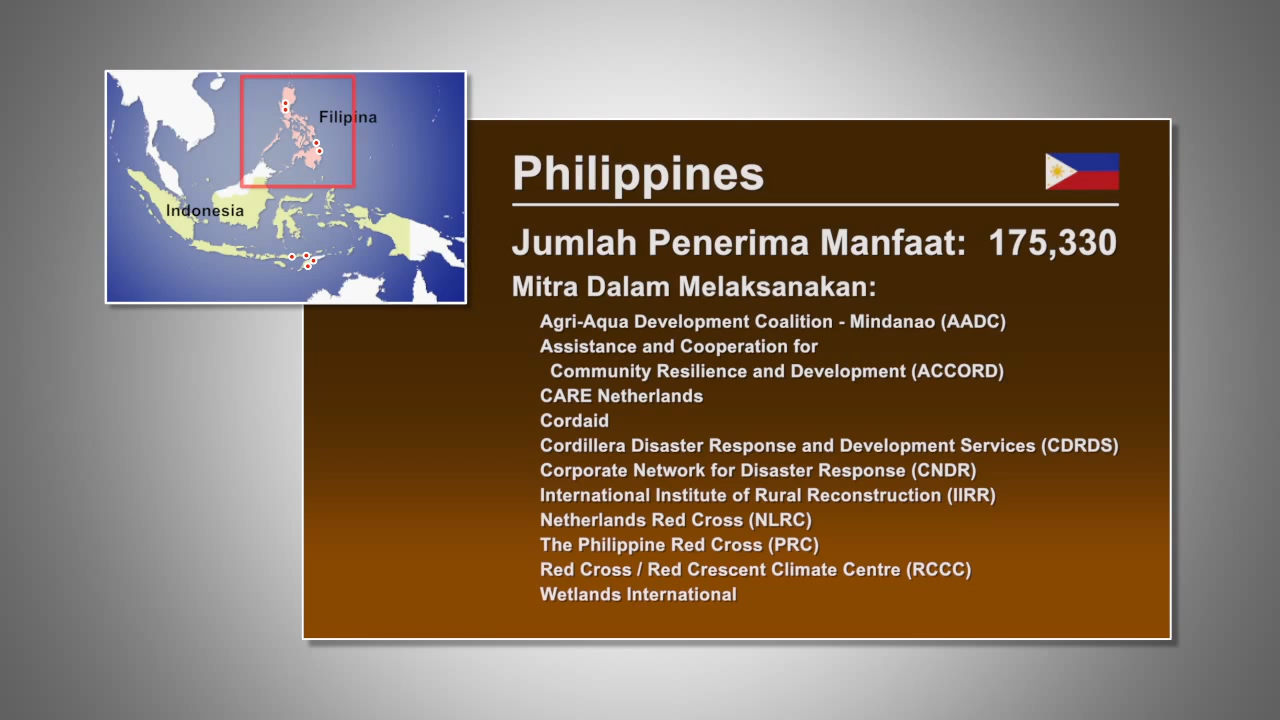 Filipina
Indonesia
Philippines
Jumlah Penerima Manfaat: 175,330
Mitra Dalam Melaksanakan:
Agri-Aqua Development Coalition - Mindanao (AADC)
Assistance and Cooperation for
Community Resilience and Development (ACCORD)
CARE Netherlands
Cordaid
Cordillera Disaster Response and Development Services (CDRDS)
Corporate Network for Disaster Response (CNDR)
International Institute of Rural Reconstruction (IIRR)
Netherlands Red Cross (NLRC)
The Philippine Red Cross (PRC)
Red Cross / Red Crescent Climate Centre (RCCC)
Wetlands International